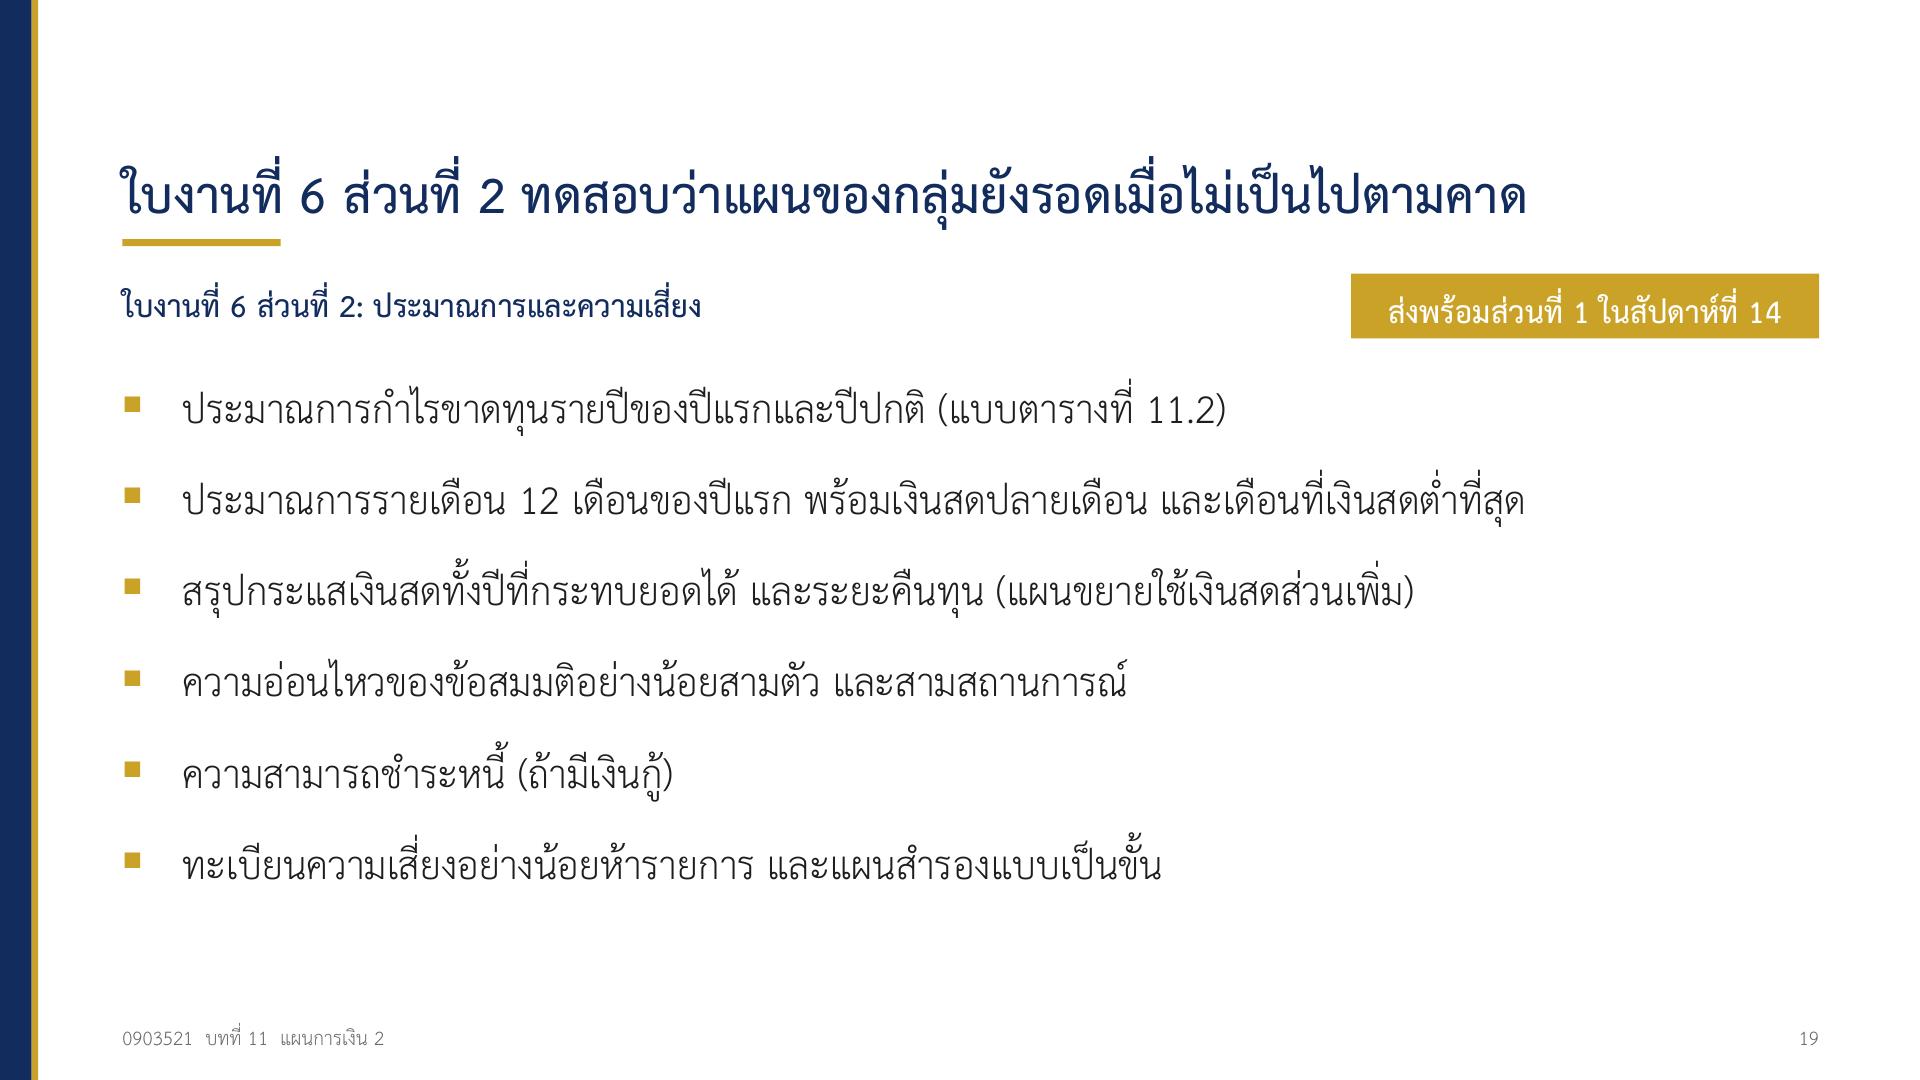 ใบงานที่ 6 ส่วนที่ 2 ทดสอบว่าแผนของกลุ่มยังรอดเมื่อไม่เป็นไปตามคาด
ใบงานที่ 6 ส่วนที่ 2: ประมาณการและความเสี่ยง
ส่งพร้อมส่วนที่ 1 ในสัปดาห์ที่ 14
ประมาณการกำไรขาดทุนรายปีของปีแรกและปีปกติ (แบบตารางที่ 11.2)
ประมาณการรายเดือน 12 เดือนของปีแรก พร้อมเงินสดปลายเดือน และเดือนที่เงินสดต่ำที่สุด
สรุปกระแสเงินสดทั้งปีที่กระทบยอดได้ และระยะคืนทุน (แผนขยายใช้เงินสดส่วนเพิ่ม)
ความอ่อนไหวของข้อสมมติอย่างน้อยสามตัว และสามสถานการณ์
ความสามารถชำระหนี้ (ถ้ามีเงินกู้)
ทะเบียนความเสี่ยงอย่างน้อยห้ารายการ และแผนสำรองแบบเป็นขั้น
0903521 บทที่ 11 แผนการเงิน 2
19